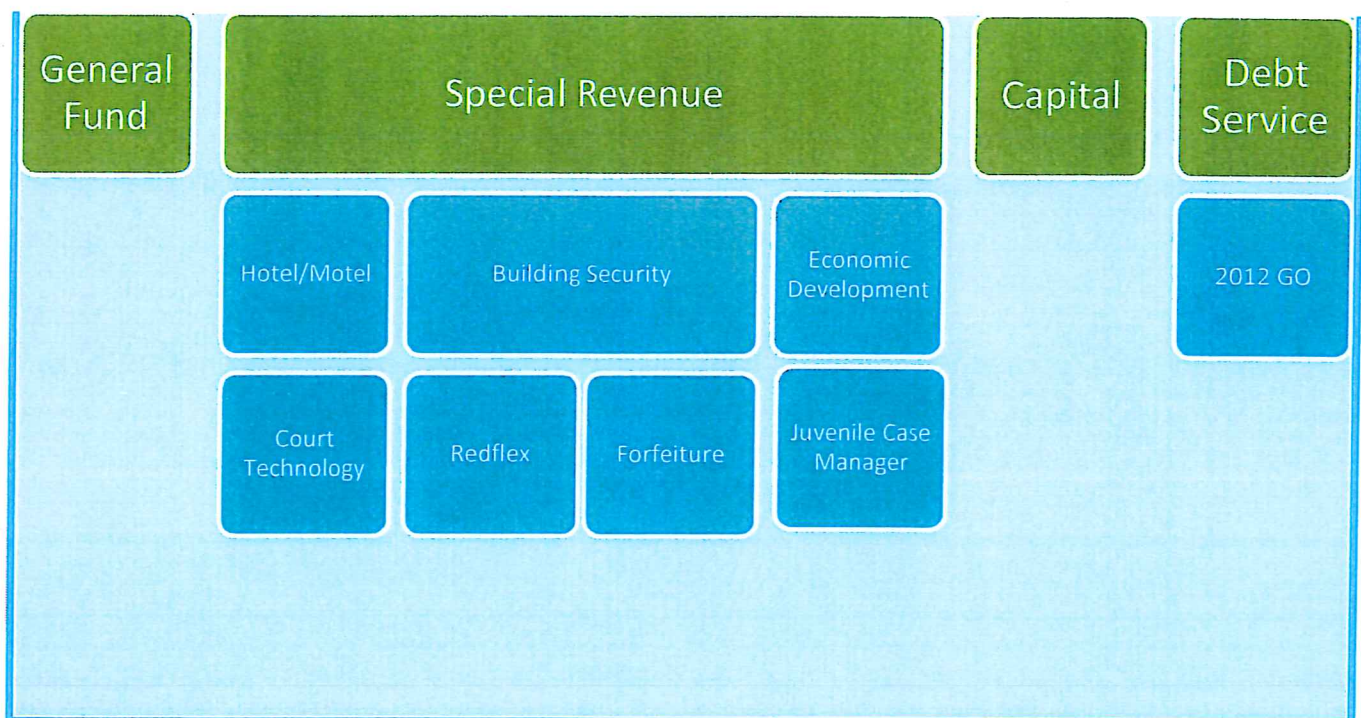 General
Fund
Special Revenue
Capital
Debt
Service
Hotel/Motel
Building Security
Economic
Development
2012 GO
Court
Technology
Redflex
Forfeiture
Juvenile Case
Manager